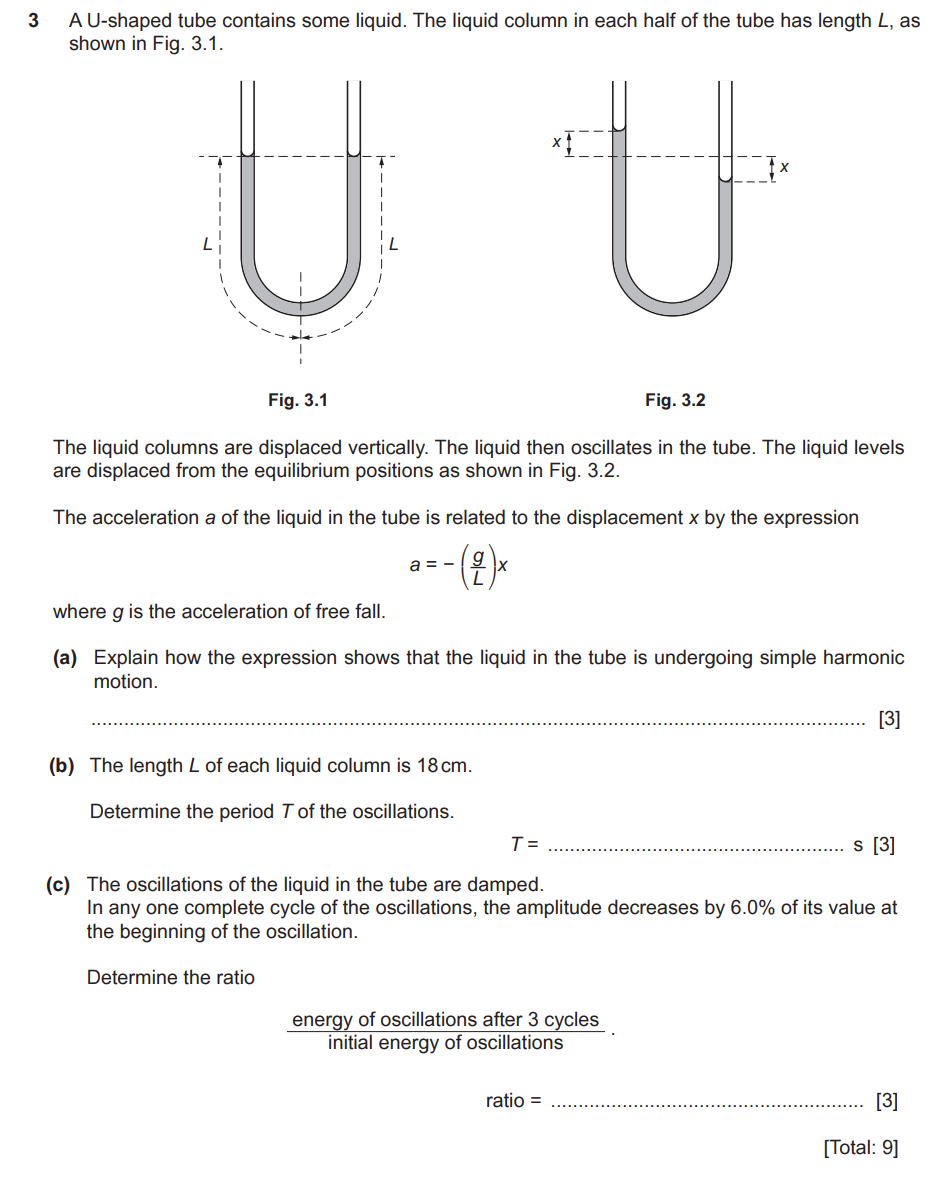 3 A U-shaped tube contains some liquid. The liquid column in each half of the tube has length L, as
shown in Fig. 3.1.
x
x
L
L
Fig. 3.1
Fig. 3.2
The liquid columns are displaced vertically. The liquid then oscillates in the tube. The liquid levels
are displaced from the equilibrium positions as shown in Fig. 3.2.
The acceleration a of the liquid in the tube is related to the displacement x by the expression
a = −(g/L)x
where g is the acceleration of free fall.
(a) Explain how the expression shows that the liquid in the tube is undergoing simple harmonic
motion.
[3]
(b) The length L of each liquid column is 18 cm.
Determine the period T of the oscillations.
T = ...................................................... s [3]
(c) The oscillations of the liquid in the tube are damped.
In any one complete cycle of the oscillations, the amplitude decreases by 6.0% of its value at
the beginning of the oscillation.
Determine the ratio
energy of oscillations after 3 cycles
initial energy of oscillations .
ratio = ......................................................... [3]
[Total: 9]